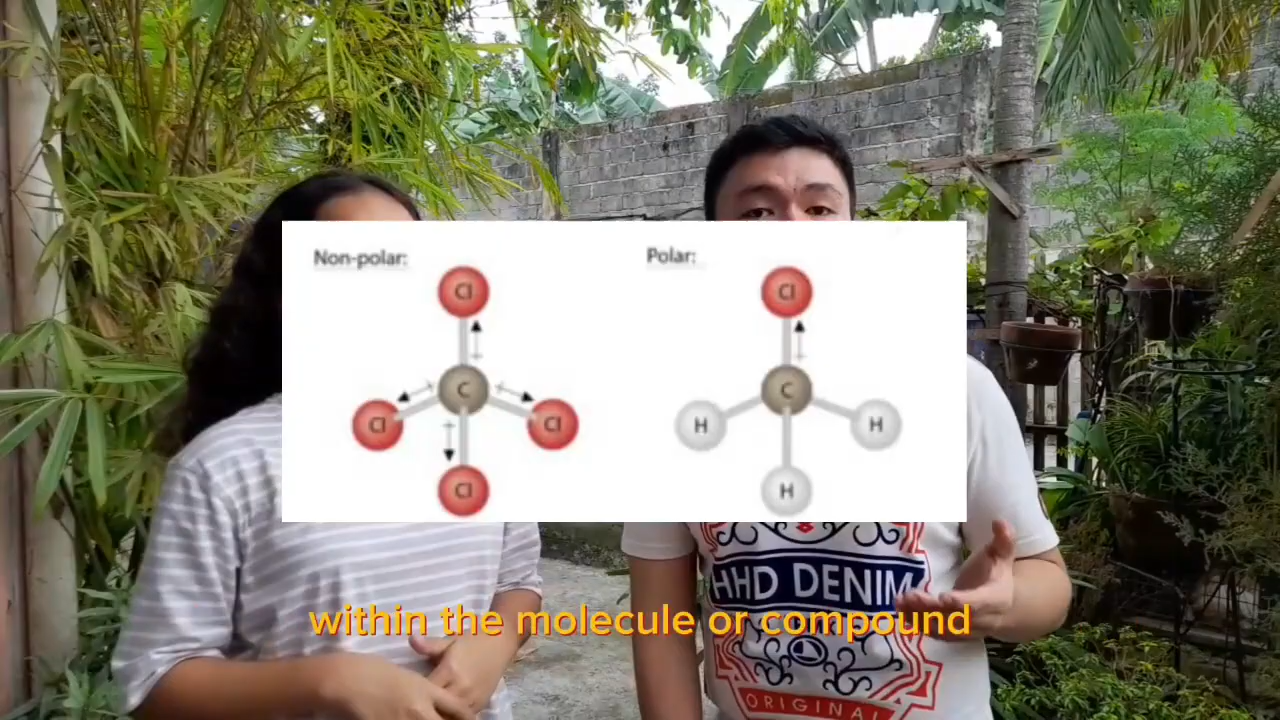 Non-polar:
Polar:
Cl
Cl
C
C
Cl
Cl
H
H
Cl
H
HHD DENIM
within the molecule or compound
ORIGINAL